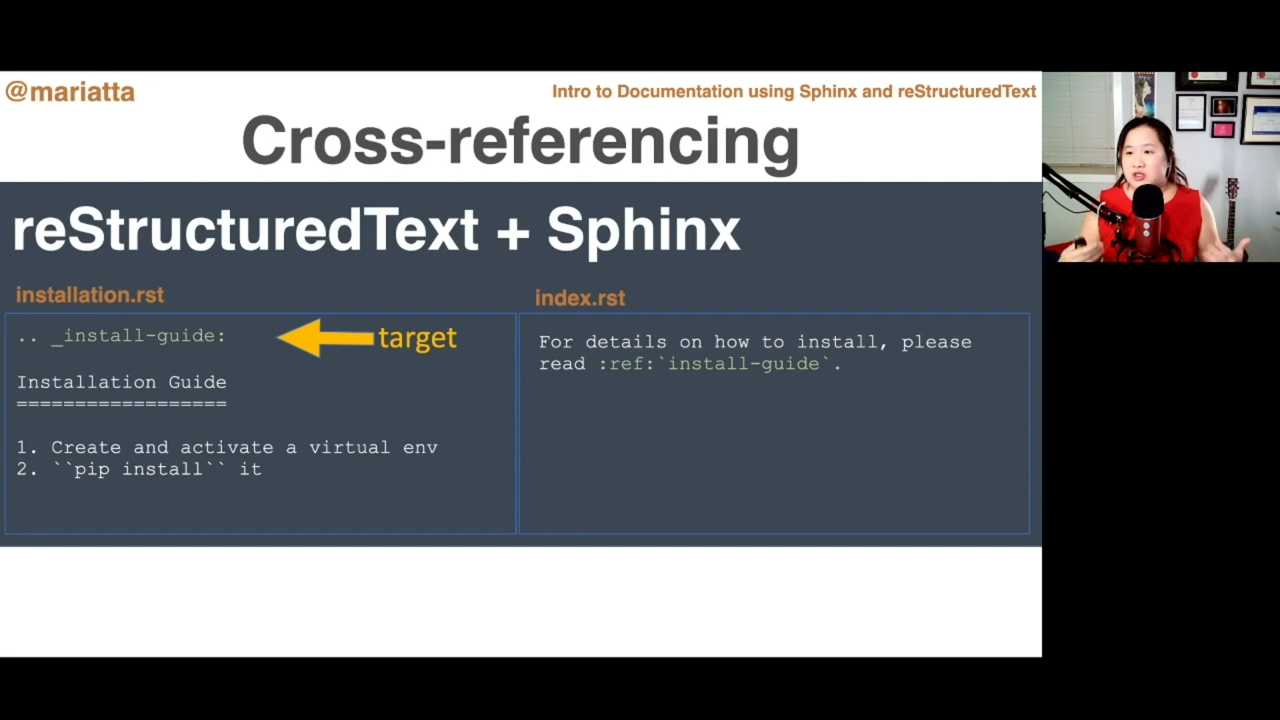 @mariatta
Intro to Documentation using Sphinx and reStructuredText
Cross-referencing
reStructuredText + Sphinx
installation.rst
.. _install-guide:
target
Installation Guide
==================
1. Create and activate a virtual env
2. ``pip install`` it
index.rst
For details on how to install, please
read :ref:`install-guide`.